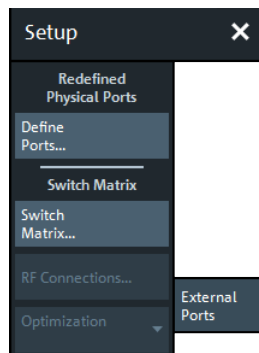 Setup
Redefined
Physical Ports
Define
Ports...
Switch Matrix
Switch
Matrix...
RF Connections...
External
Ports
Optimization